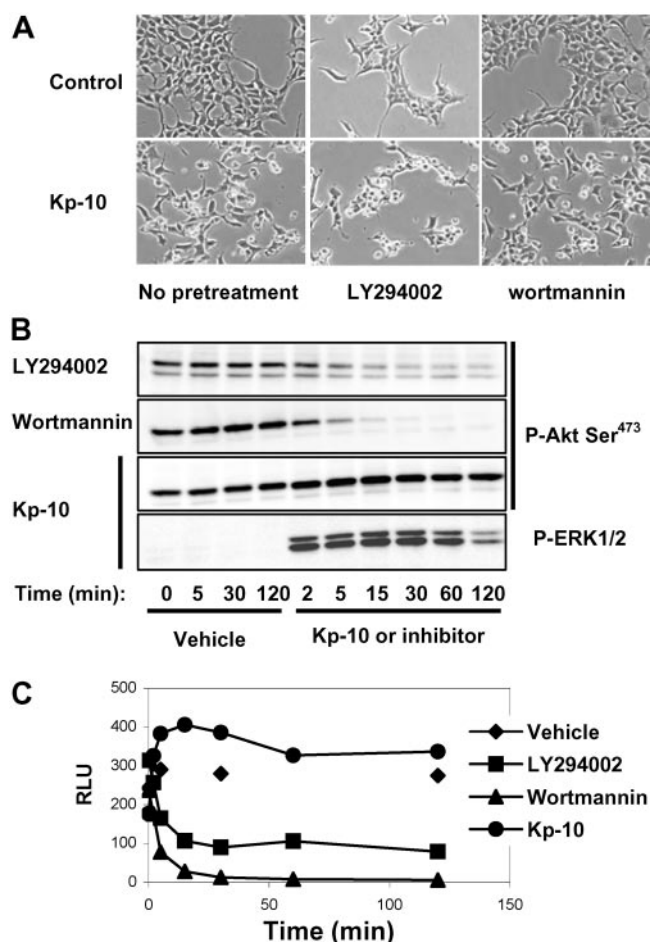 A
Control
Kp-10
No pretreatment LY294002 wortmannin
B
LY294002
Wortmannin
Kp-10
P-Akt Ser473
P-ERK1/2
Time (min): 0 5 30 120 2 5 15 30 60 120
Vehicle Kp-10 or inhibitor
C
500
400
300
200
100
0
RLU
0 50 100 150
Time (min)
Vehicle
LY294002
Wortmannin
Kp-10